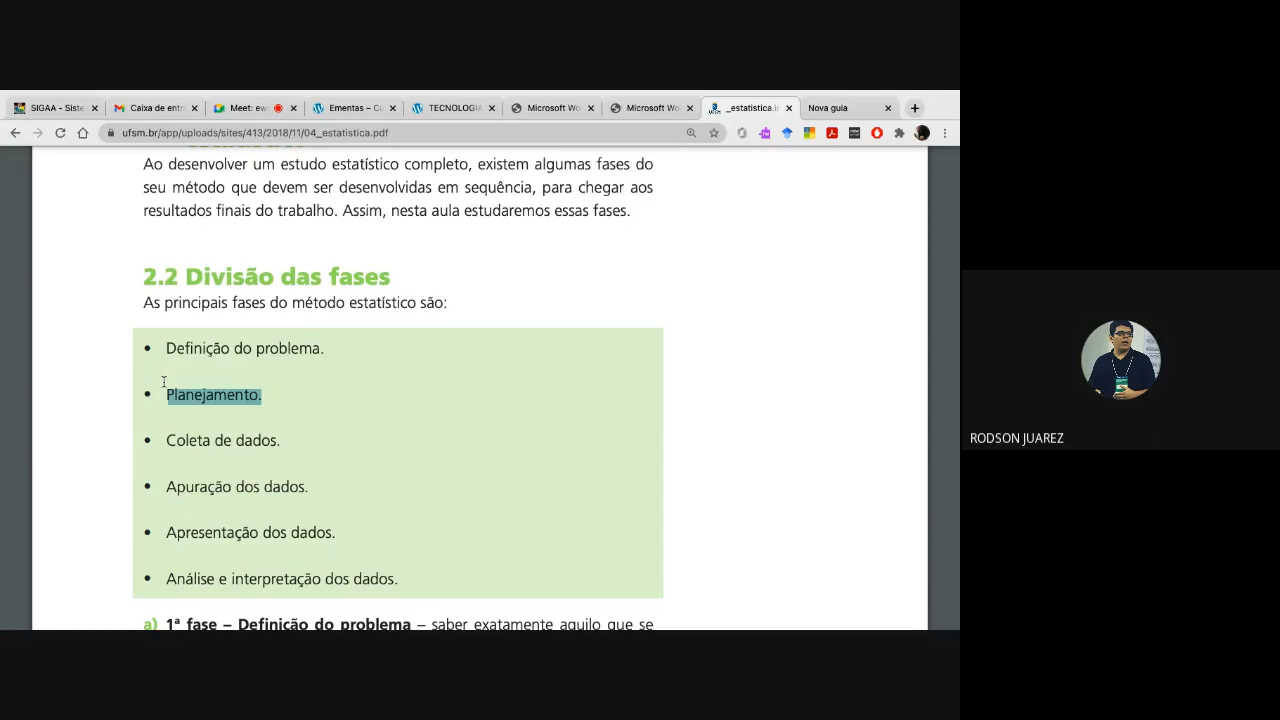 SIGAA - Siste
Caixa de entr
Meet: ew
Ementas – Cu
TECNOLOGIA
Microsoft Wo
Microsoft Wo
_estatistica.in
Nova guia
ufsm.br/app/uploads/sites/413/2018/11/04_estatistica.pdf
Ao desenvolver um estudo estatístico completo, existem algumas fases do
seu método que devem ser desenvolvidas em sequência, para chegar aos
resultados finais do trabalho. Assim, nesta aula estudaremos essas fases.
2.2 Divisão das fases
As principais fases do método estatístico são:
• Definição do problema.
• Planejamento.
• Coleta de dados.
• Apuração dos dados.
• Apresentação dos dados.
• Análise e interpretação dos dados.
a) 1ª fase – Definição do problema – saber exatamente aquilo que se
RODSON JUAREZ